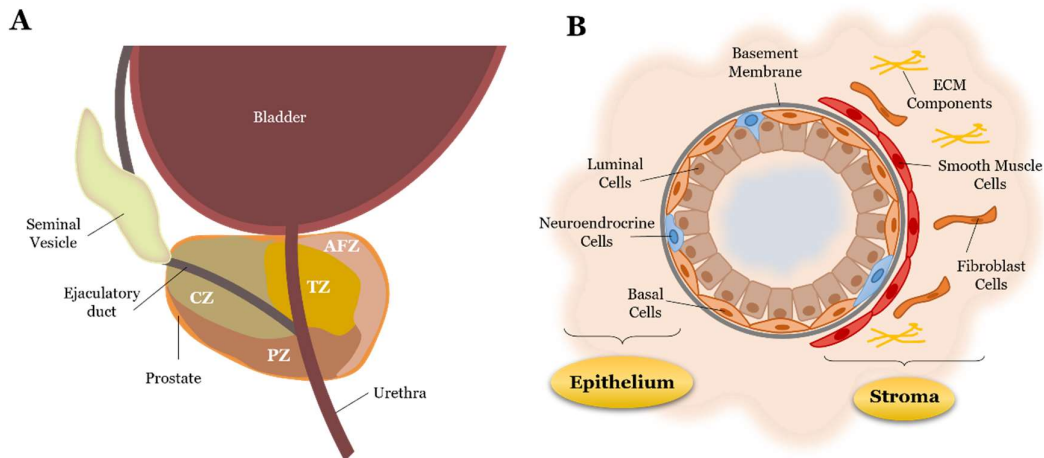 A
Bladder
Seminal
Vesicle
AFZ
TZ
CZ
Ejaculatory
duct
PZ
Prostate
Urethra
B
Basement
Membrane
ECM
Components
Luminal
Cells
Smooth Muscle
Cells
Neuroendocrine
Cells
Fibroblast
Cells
Basal
Cells
Epithelium
Stroma